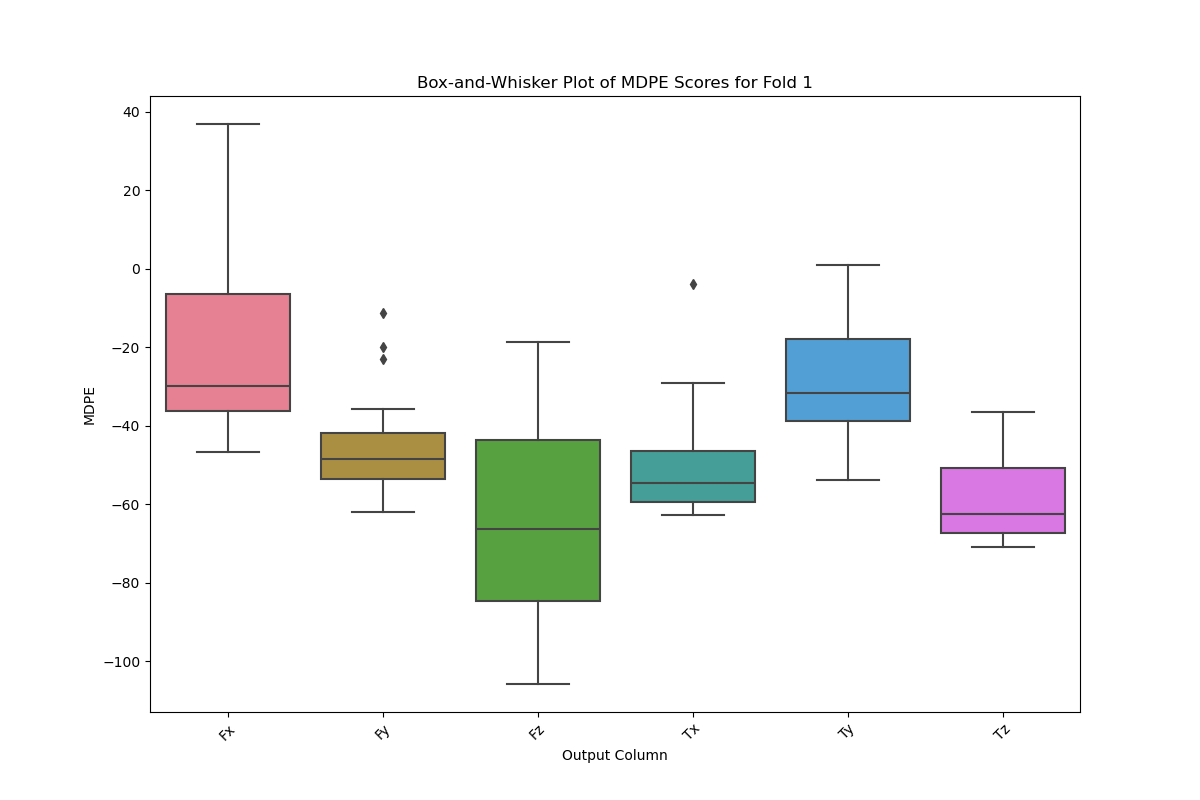 Box-and-Whisker Plot of MDPE Scores for Fold 1
MDPE
40
20
0
−20
−40
−60
−80
−100
Fx
Fy
Fz
Tx
Ty
Tz
Output Column